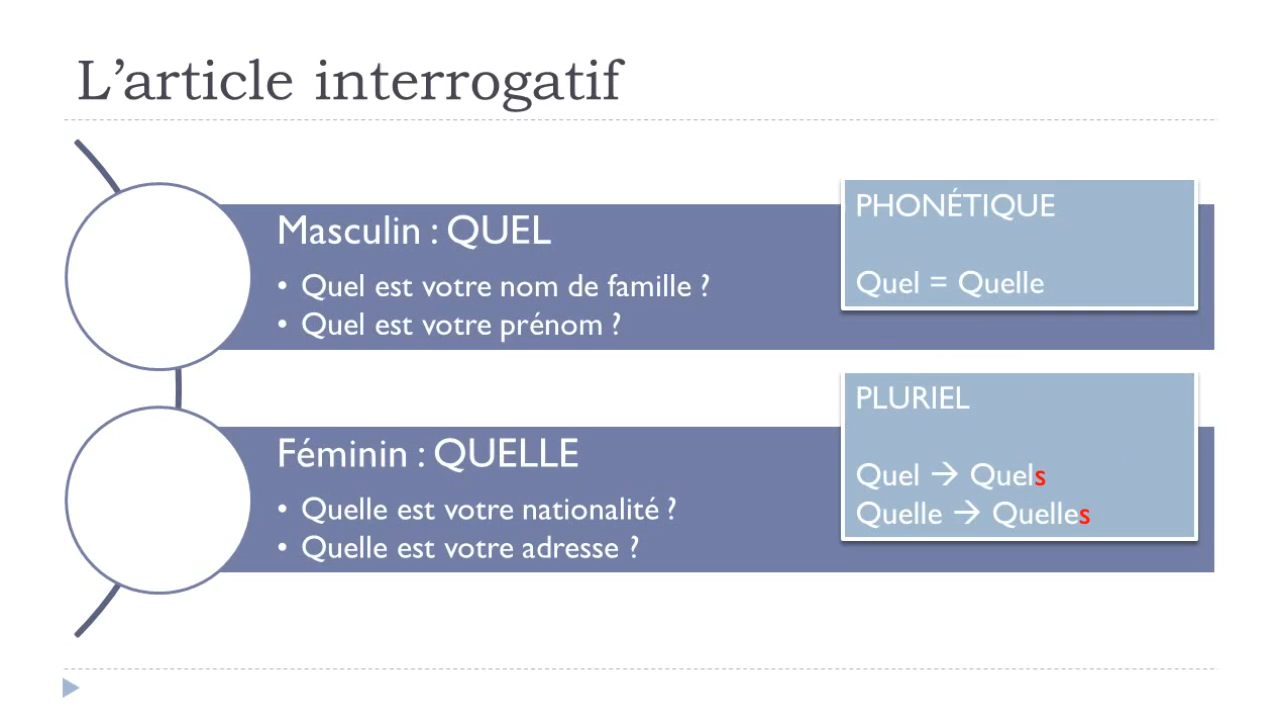 L’article interrogatif
Masculin : QUEL
• Quel est votre nom de famille ?
• Quel est votre prénom ?
PHONÉTIQUE
Quel = Quelle
Féminin : QUELLE
• Quelle est votre nationalité ?
• Quelle est votre adresse ?
PLURIEL
Quel → Quels
Quelle → Quelles